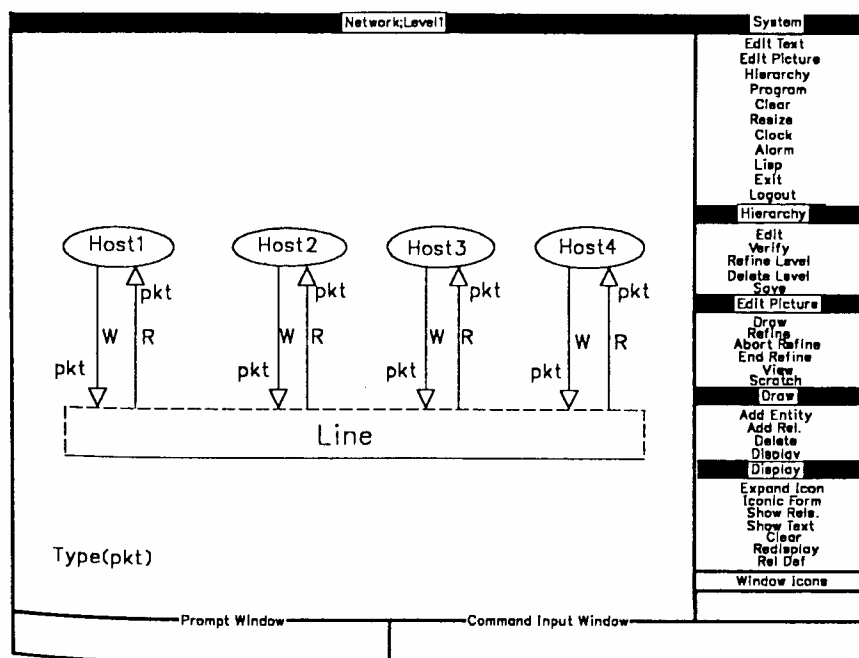 Network;Level1
System
Edit Text
Edit Picture
Hierarchy
Program
Clear
Resize
Clock
Alarm
Lisp
Exit
Logout
Hierarchy
Edit
Verify
Refine Level
Delete Level
Save
Edit Picture
Draw
Refine
Abort Refine
End Refine
View
Scratch
Draw
Add Entity
Add Rel.
Delete
Display
Display
Expand Icon
Iconic Form
Show Rels.
Show Text
Clear
Redisplay
Rel Def
Window Icons
Host1 Host2 Host3 Host4
pkt pkt pkt pkt
W R W R W R W R
pkt pkt pkt pkt
Line
Type(pkt)
Prompt Window Command Input Window